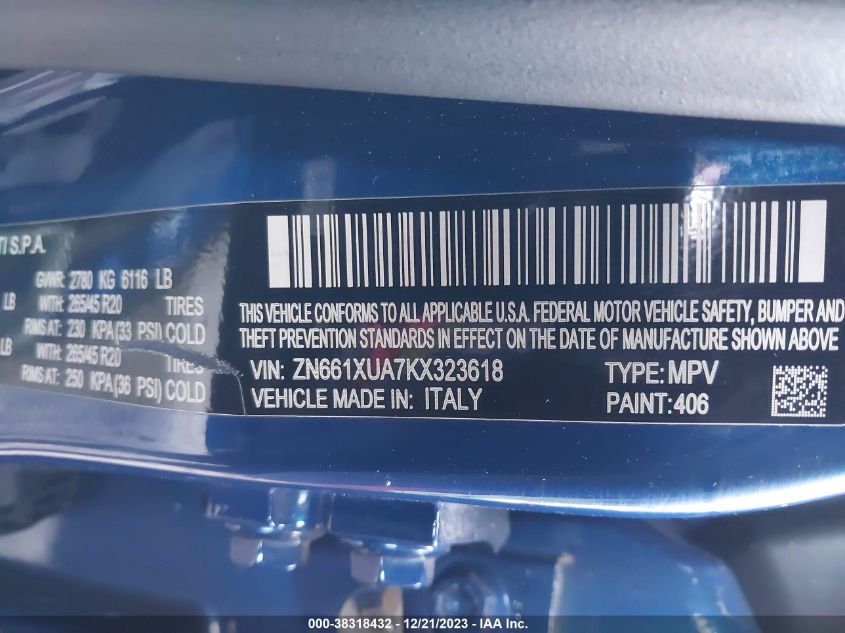 TI S.P.A.
GVWR: 2780 KG 6116 LB
LB WITH: 265/45 R20 TIRES
RIMS AT: 230 KPA(33 PSI) COLD
LB WITH: 265/45 R20
RIMS AT: 250 KPA(36 PSI) COLD
THIS VEHICLE CONFORMS TO ALL APPLICABLE U.S.A. FEDERAL MOTOR VEHICLE SAFETY, BUMPER AND
THEFT PREVENTION STANDARDS IN EFFECT ON THE DATE OF MANUFACTURE SHOWN ABOVE
VIN: ZN661XUA7KX323618 TYPE: MPV
VEHICLE MADE IN: ITALY PAINT: 406
000-38318432 - 12/21/2023 - IAA Inc.